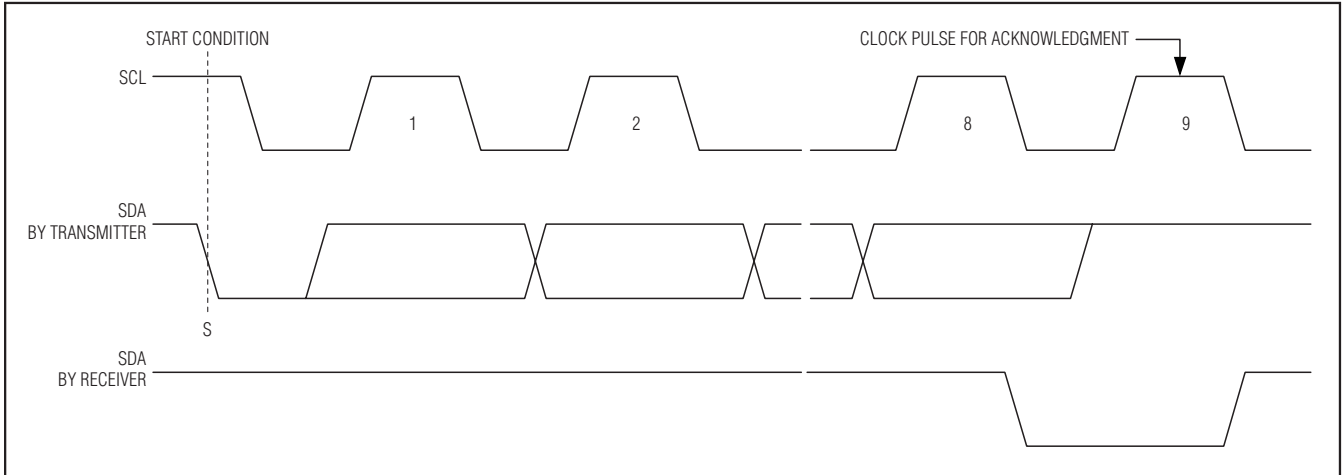 START CONDITION
CLOCK PULSE FOR ACKNOWLEDGMENT
SCL
1
2
8
9
SDA
BY TRANSMITTER
S
SDA
BY RECEIVER